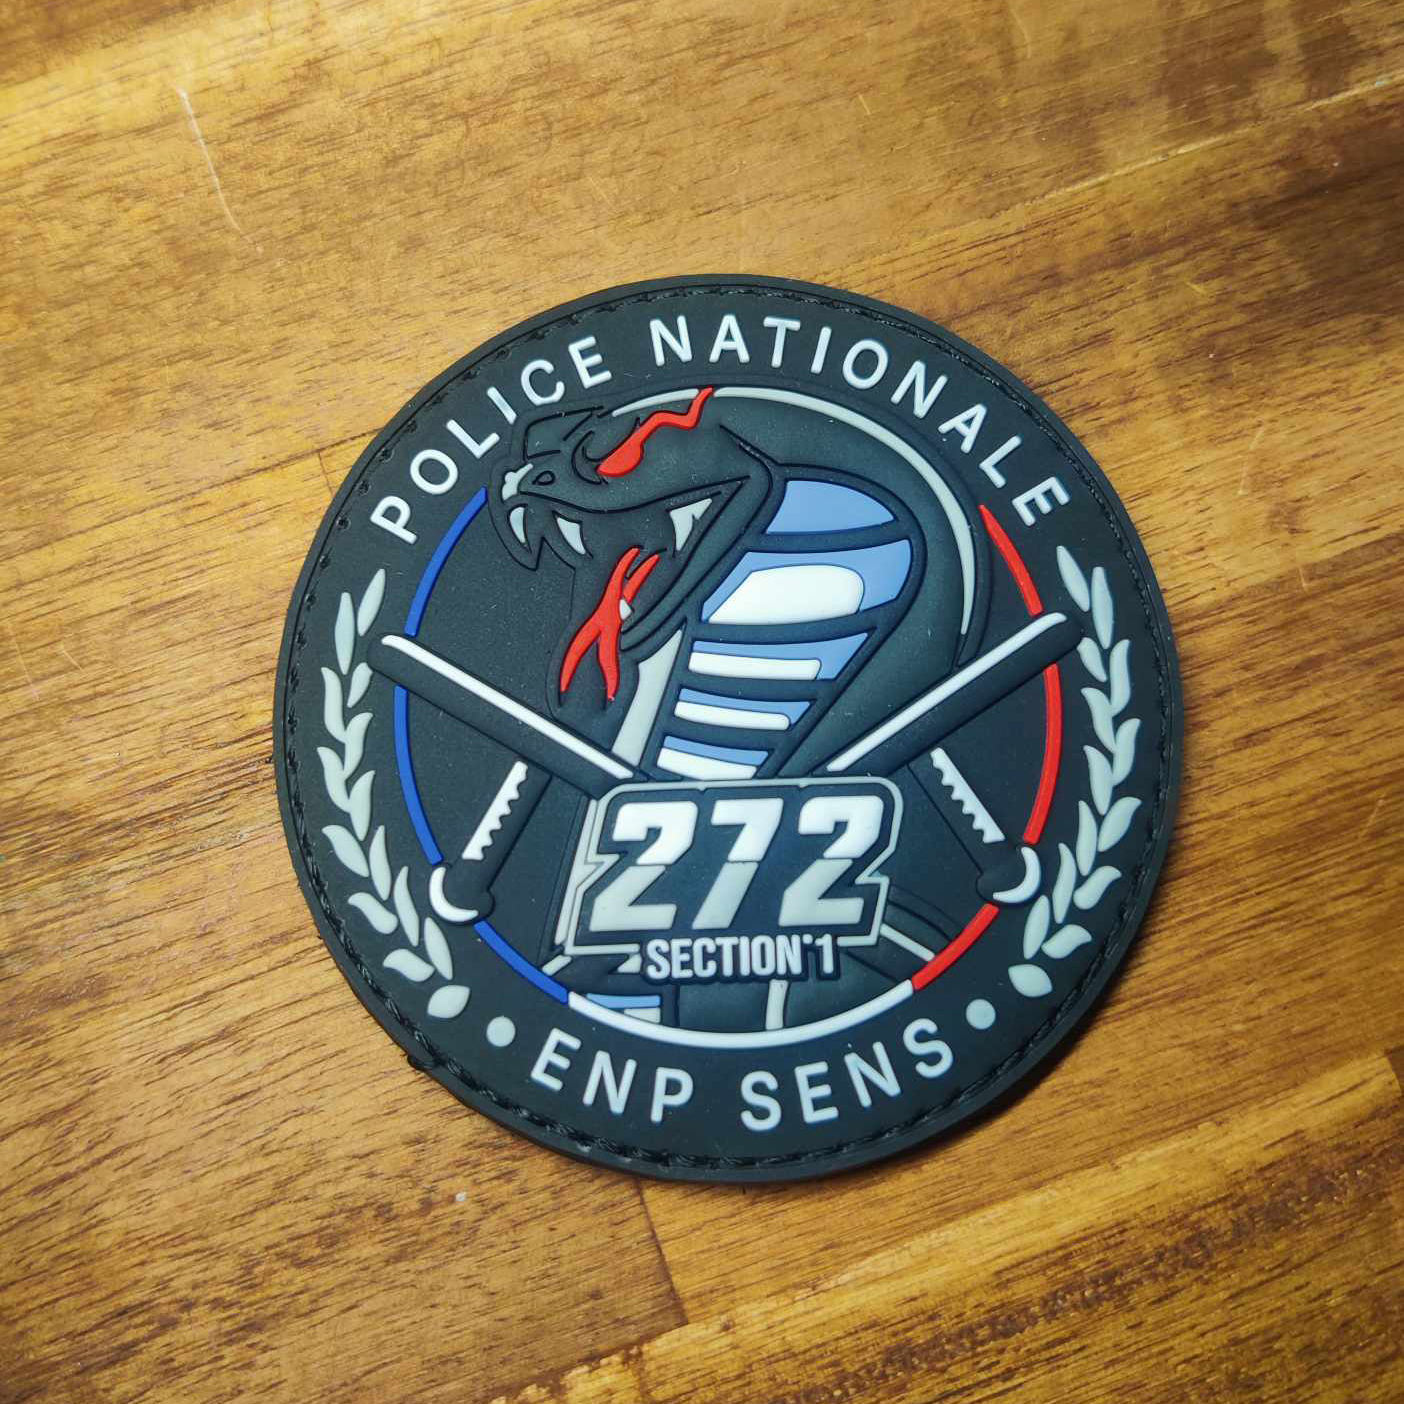 POLICE NATIONALE
272
SECTION°1
ENP SENS